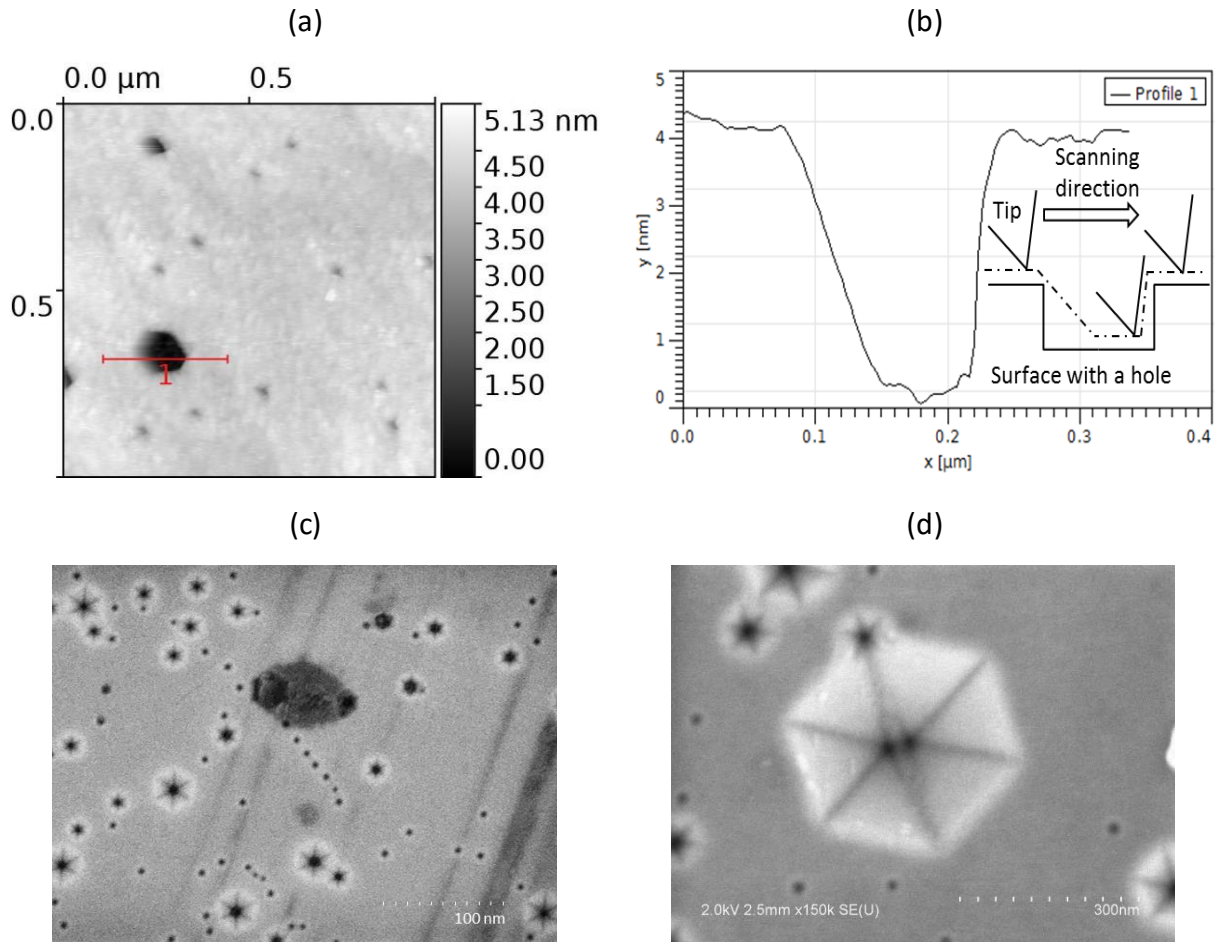 (a)
0.0 µm 0.5
0.0
0.5
1
5.13 nm
4.50
4.00
3.50
3.00
2.50
2.00
1.50
0.00
(b)
5
4
3
2
1
0
y [nm]
Profile 1
Scanning
direction
Tip
Surface with a hole
0.0 0.1 0.2 0.3 0.4
x [µm]
(c)
100 nm
(d)
2.0kV 2.5mm x150k SE(U) 300nm